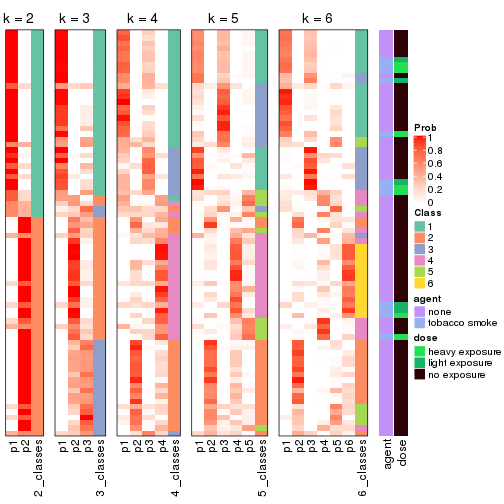 k = 2 k = 3 k = 4 k = 5 k = 6
p1 p2 2_classes p1 p2 p3 3_classes p1 p2 p3 p4 4_classes p1 p2 p3 p4 p5 5_classes p1 p2 p3 p4 p5 p6 6_classes agent dose
Prob
1
0.8
0.6
0.4
0.2
0
Class
1
2
3
4
5
6
agent
none
tobacco smoke
dose
heavy exposure
light exposure
no exposure